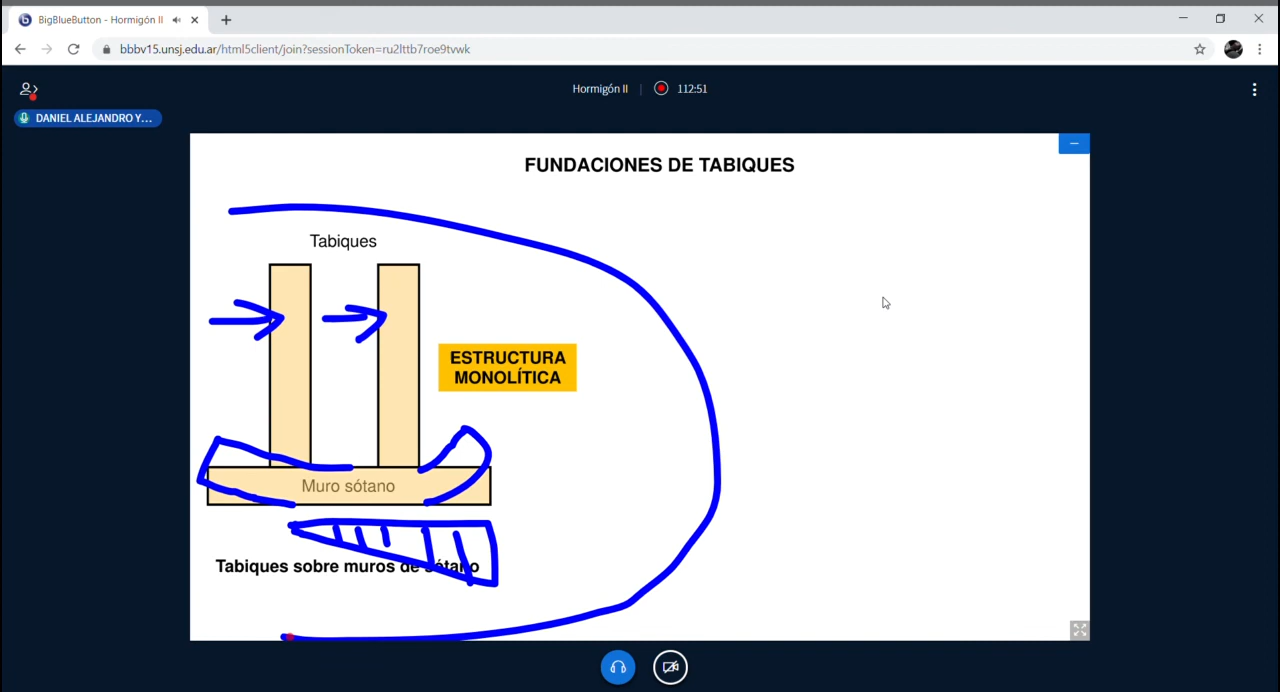 BigBlueButton - Hormigón II
bbbv15.unsj.edu.ar/html5client/join?sessionToken=ru2lttb7roe9tvwk
Hormigón II
112:51
DANIEL ALEJANDRO Y...
FUNDACIONES DE TABIQUES
Tabiques
ESTRUCTURA
MONOLÍTICA
Muro sótano
Tabiques sobre muros de sótano